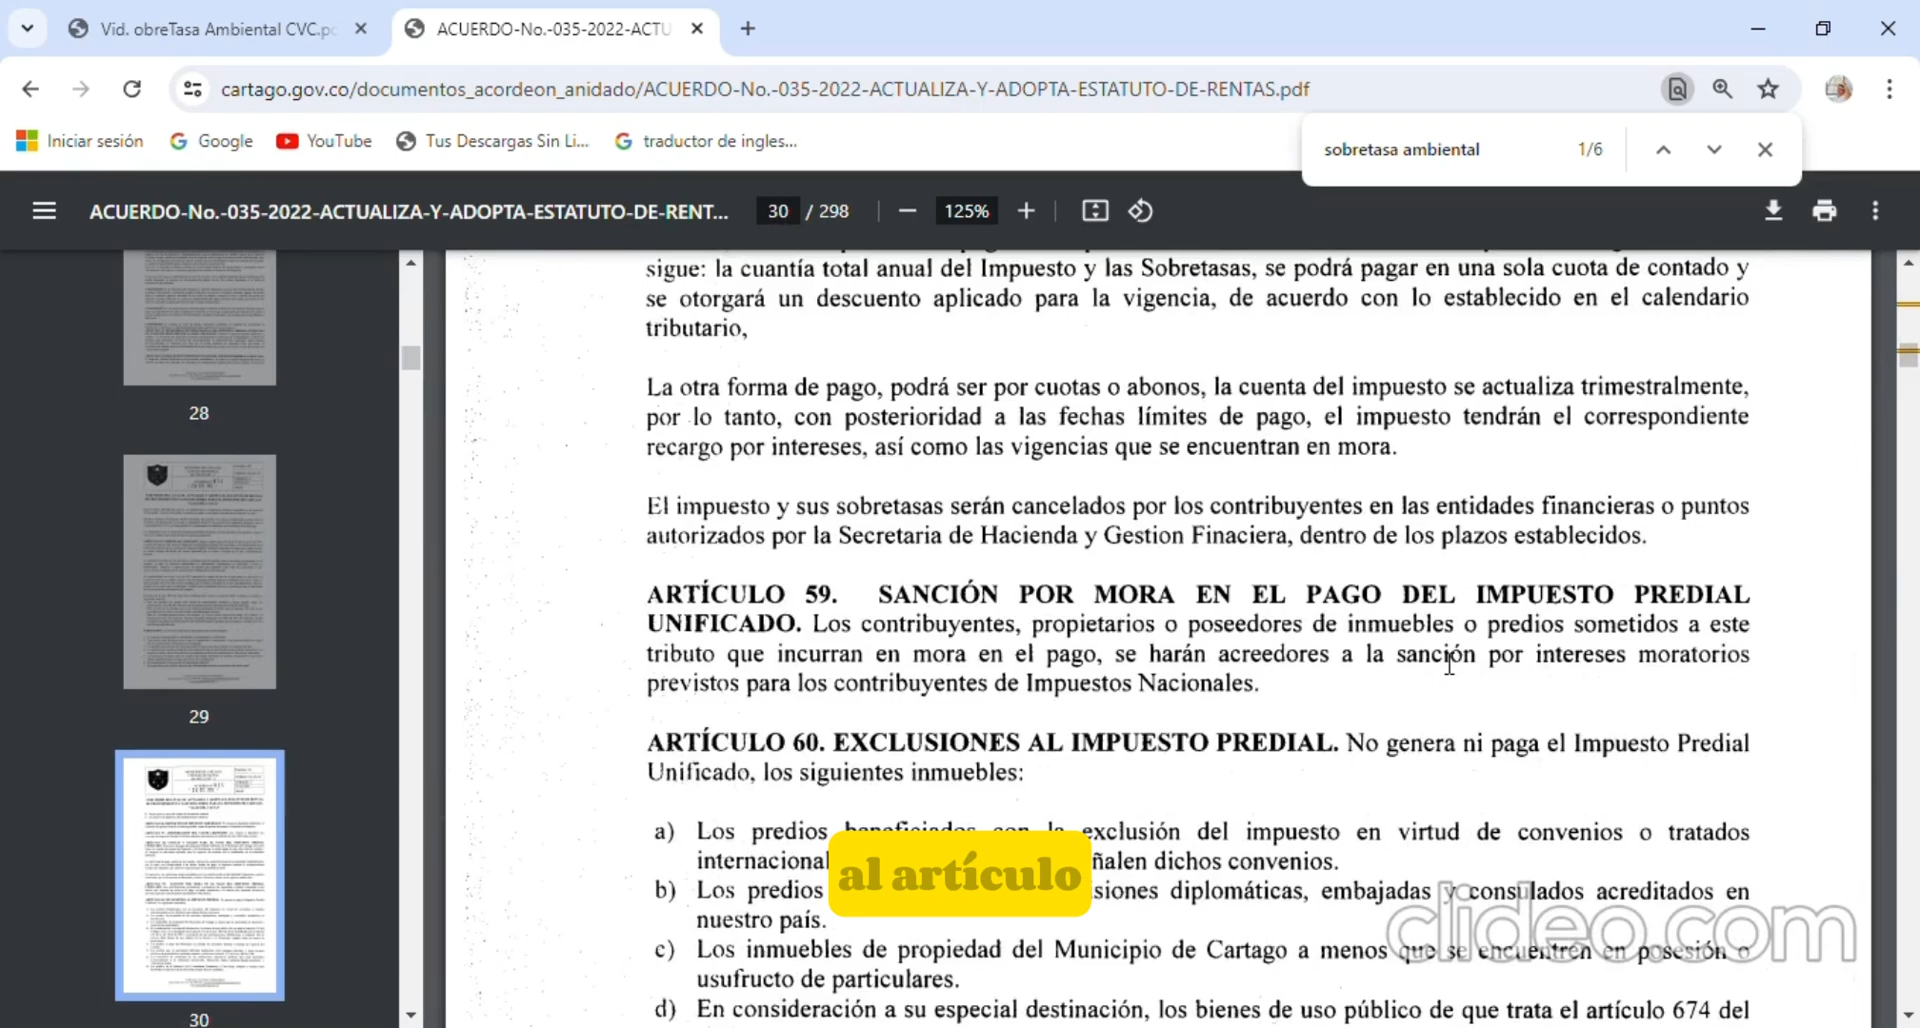 Vid. obreTasa Ambiental CVC.pc
ACUERDO-No.-035-2022-ACTU
cartago.gov.co/documentos_acordeon_anidado/ACUERDO-No.-035-2022-ACTUALIZA-Y-ADOPTA-ESTATUTO-DE-RENTAS.pdf
Iniciar sesión
Google
YouTube
Tus Descargas Sin Li...
traductor de ingles...
sobretasa ambiental 1/6
ACUERDO-No.-035-2022-ACTUALIZA-Y-ADOPTA-ESTATUTO-DE-RENT...
30 / 298
125%
28
29
30
sigue: la cuantía total anual del Impuesto y las Sobretasas, se podrá pagar en una sola cuota de contado y
se otorgará un descuento aplicado para la vigencia, de acuerdo con lo establecido en el calendario
tributario,
La otra forma de pago, podrá ser por cuotas o abonos, la cuenta del impuesto se actualiza trimestralmente,
por lo tanto, con posterioridad a las fechas límites de pago, el impuesto tendrán el correspondiente
recargo por intereses, así como las vigencias que se encuentran en mora.
El impuesto y sus sobretasas serán cancelados por los contribuyentes en las entidades financieras o puntos
autorizados por la Secretaria de Hacienda y Gestion Finaciera, dentro de los plazos establecidos.
ARTÍCULO 59. SANCIÓN POR MORA EN EL PAGO DEL IMPUESTO PREDIAL
UNIFICADO. Los contribuyentes, propietarios o poseedores de inmuebles o predios sometidos a este
tributo que incurran en mora en el pago, se harán acreedores a la sanción por intereses moratorios
previstos para los contribuyentes de Impuestos Nacionales.
ARTÍCULO 60. EXCLUSIONES AL IMPUESTO PREDIAL. No genera ni paga el Impuesto Predial
Unificado, los siguientes inmuebles:
a) Los predios beneficiados con la exclusión del impuesto en virtud de convenios o tratados
internacional ñalen dichos convenios.
al artículo
b) Los predios siones diplomáticas, embajadas y consulados acreditados en
nuestro país.
c) Los inmuebles de propiedad del Municipio de Cartago a menos que se encuentren en posesión o
usufructo de particulares.
d) En consideración a su especial destinación, los bienes de uso público de que trata el artículo 674 del
clideo.com